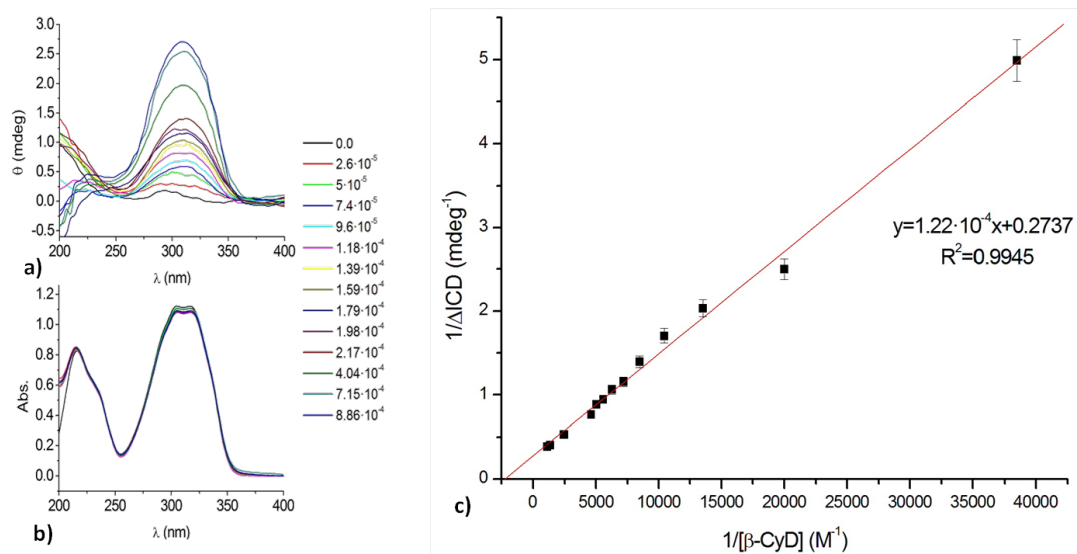 3.0
2.5
2.0
1.5
1.0
0.5
0.0
-0.5
θ (mdeg)
200 250 300 350 400
a)
λ (nm)
1.2
1.0
0.8
0.6
0.4
0.2
0.0
Abs.
200 250 300 350 400
b)
λ (nm)
0.0
2.6·10⁻⁵
5·10⁻⁵
7.4·10⁻⁵
9.6·10⁻⁵
1.18·10⁻⁴
1.39·10⁻⁴
1.59·10⁻⁴
1.79·10⁻⁴
1.98·10⁻⁴
2.17·10⁻⁴
4.04·10⁻⁴
7.15·10⁻⁴
8.86·10⁻⁴
5
4
3
2
1
0
1/ΔICD (mdeg⁻¹)
y=1.22·10⁻⁴x+0.2737
R²=0.9945
0 5000 10000 15000 20000 25000 30000 35000 40000
c)
1/[β-CyD] (M⁻¹)